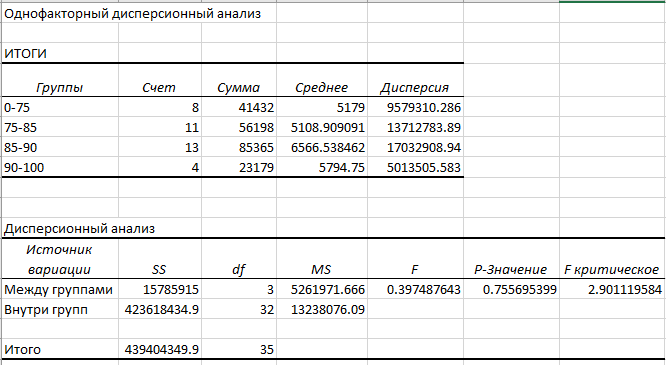 Однофакторный дисперсионный анализ
ИТОГИ
Группы Счет Сумма Среднее Дисперсия
0-75 8 41432 5179 9579310.286
75-85 11 56198 5108.909091 13712783.89
85-90 13 85365 6566.538462 17032908.94
90-100 4 23179 5794.75 5013505.583
Дисперсионный анализ
Источник
вариации SS df MS F P-Значение F критическое
Между группами 15785915 3 5261971.666 0.397487643 0.755695399 2.901119584
Внутри групп 423618434.9 32 13238076.09
Итого 439404349.9 35